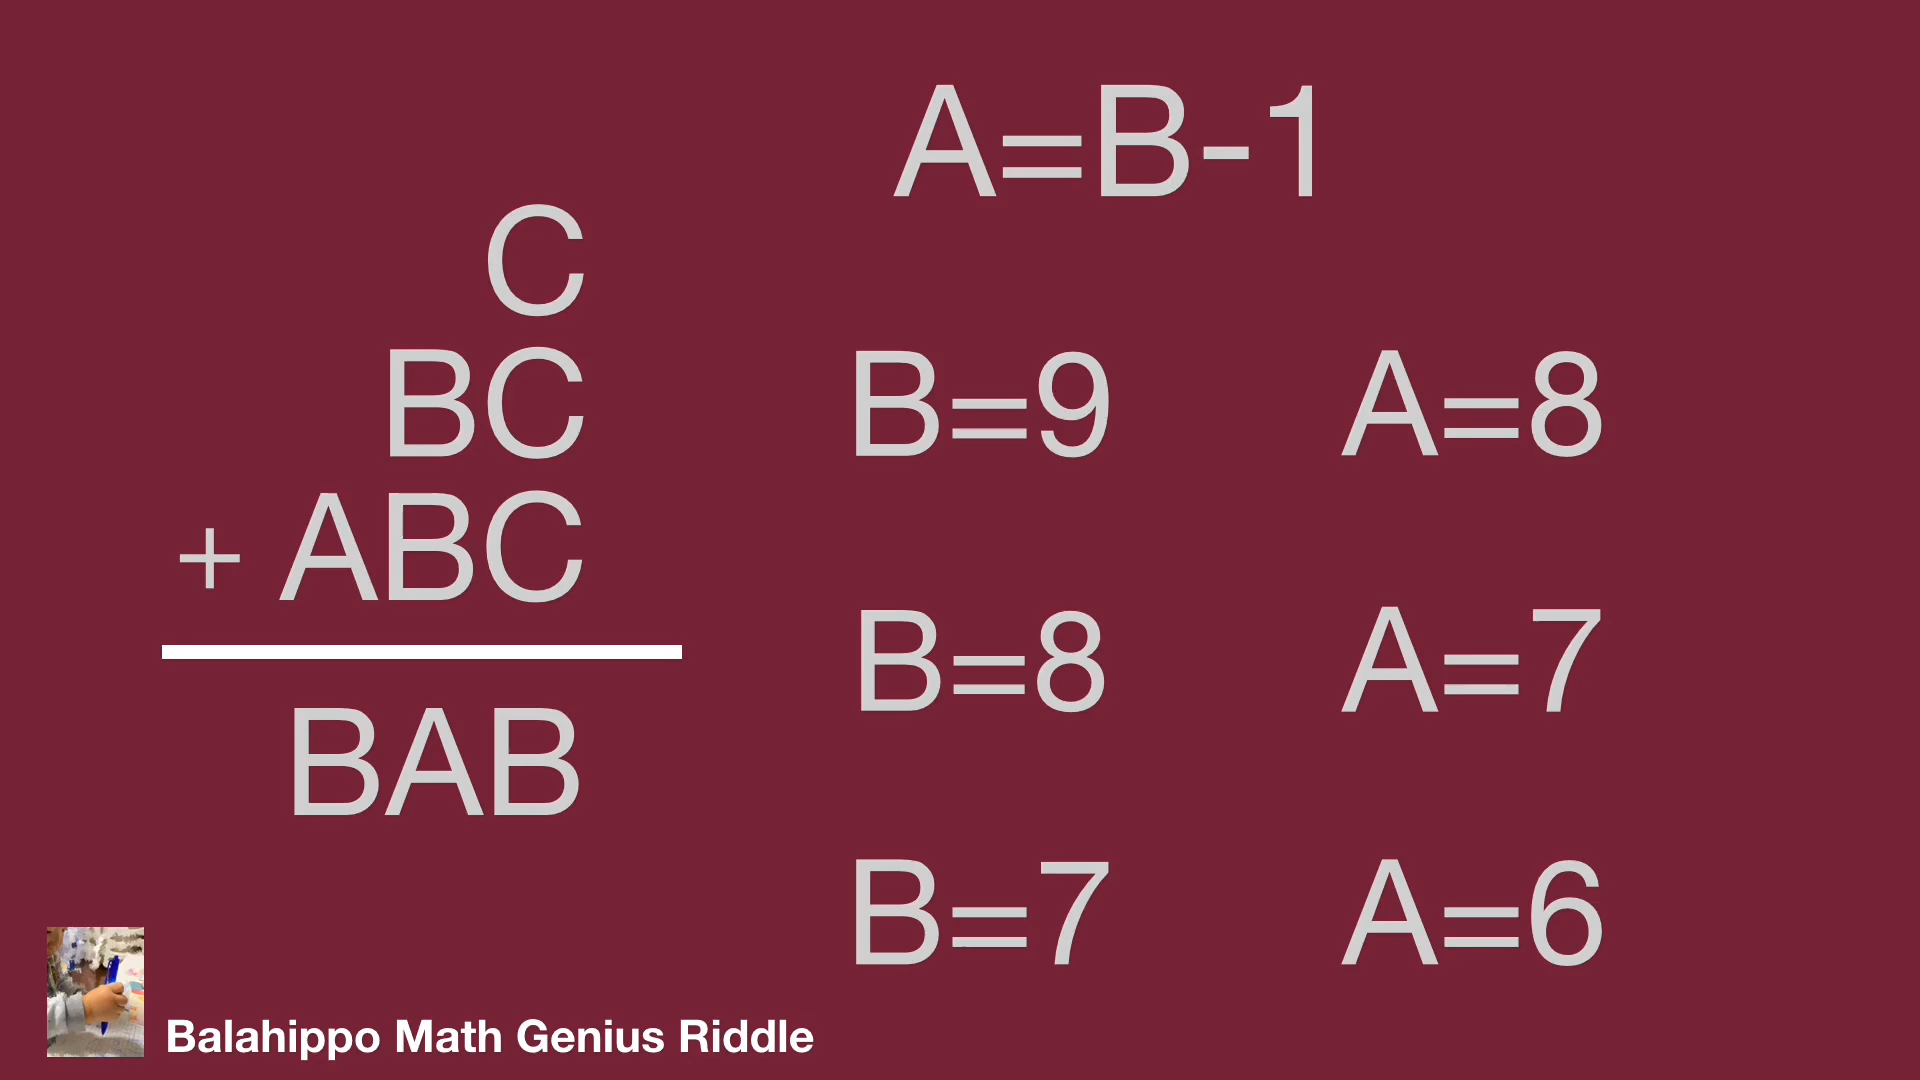 C
BC
+ ABC
BAB
A=B-1
B=9 A=8
B=8 A=7
B=7 A=6
Balahippo Math Genius Riddle